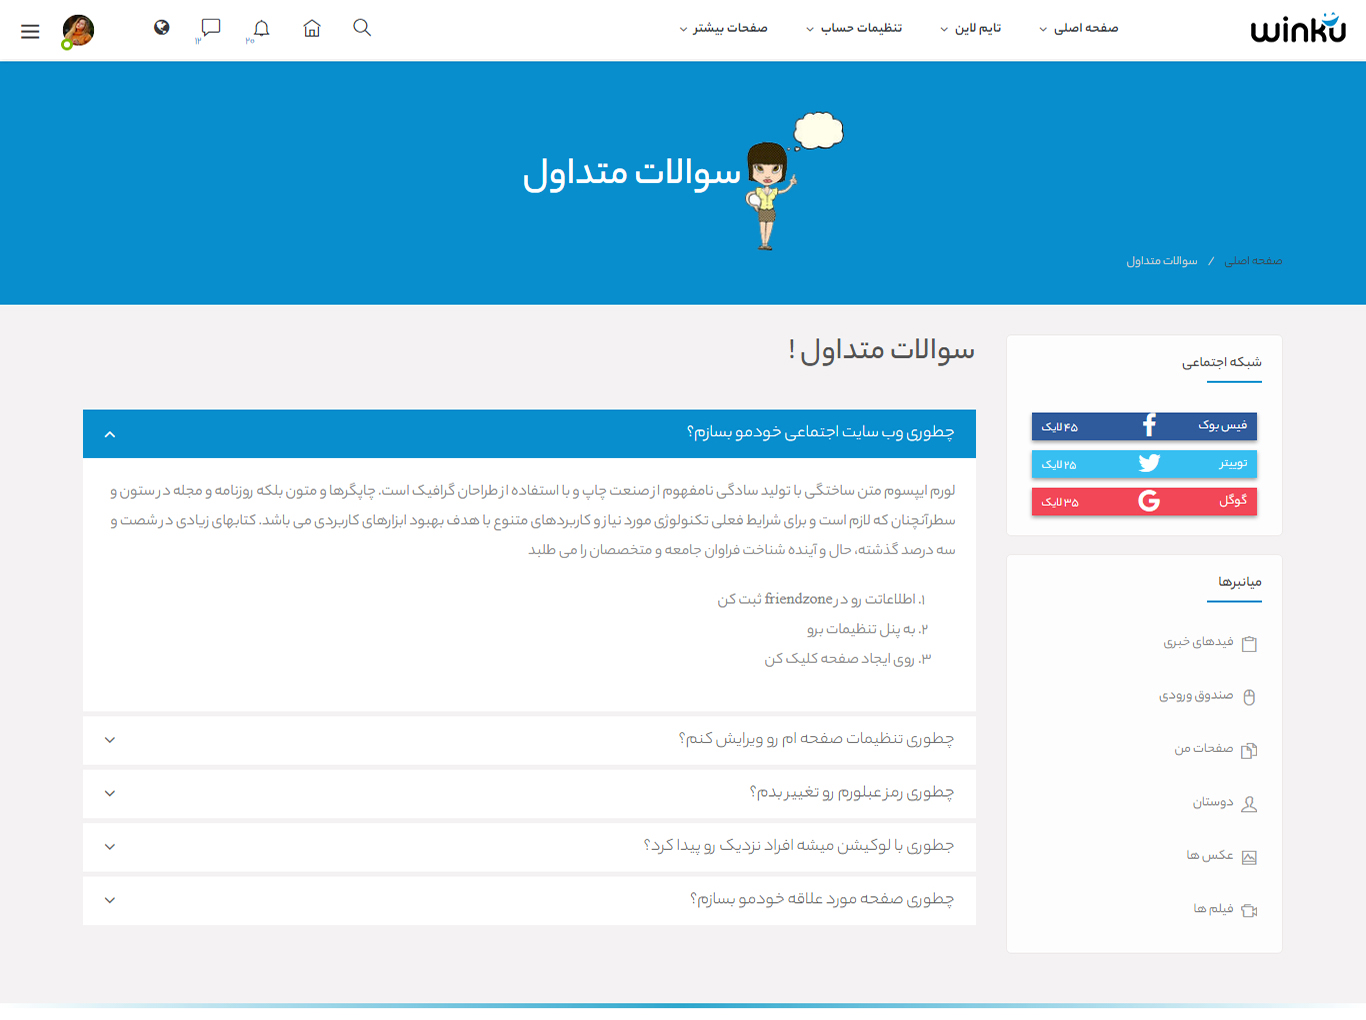 winku
صفحه اصلی
تایم لاین
تنظیمات حساب
صفحات بیشتر
۲۰
۱۲
سوالات متداول
صفحه اصلی / سوالات متداول
شبکه اجتماعی
فیس بوک ۴۵ لایک
توییتر ۲۵ لایک
گوگل ۳۵ لایک
میانبرها
فیدهای خبری
صندوق ورودی
صفحات من
دوستان
عکس ها
فیلم ها
سوالات متداول !
چطوری وب سایت اجتماعی خودمو بسازم؟
لورم ایپسوم متن ساختگی با تولید سادگی نامفهوم از صنعت چاپ و با استفاده از طراحان گرافیک است. چاپگرها و متون بلکه روزنامه و مجله در ستون و
سطرآنچنان که لازم است و برای شرایط فعلی تکنولوژی مورد نیاز و کاربردهای متنوع با هدف بهبود ابزارهای کاربردی می باشد. کتابهای زیادی در شصت و
سه درصد گذشته، حال و آینده شناخت فراوان جامعه و متخصصان را می طلبد
۱. اطلاعاتت رو در friendzone ثبت کن
۲. به پنل تنظیمات برو
۳. روی ایجاد صفحه کلیک کن
چطوری تنظیمات صفحه ام رو ویرایش کنم؟
چطوری رمز عبلورم رو تغییر بدم؟
جطوری با لوکیشن میشه افراد نزدیک رو پیدا کرد؟
چطوری صفحه مورد علاقه خودمو بسازم؟